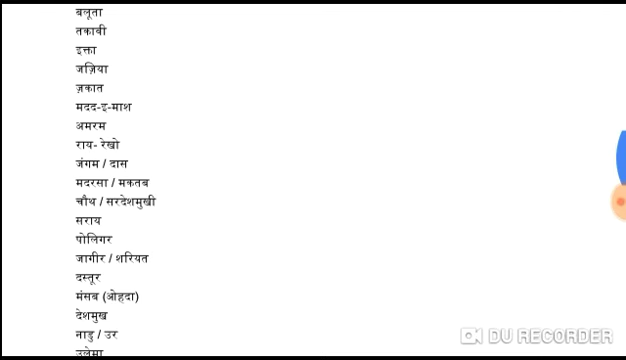 बलूता
तकावी
इक्ता
जज़िया
ज़कात
मदद-इ-माश
अमरम
राय- रेखो
जंगम / दास
मदरसा / मकतब
चौथ / सरदेशमुखी
सराय
पोलिगर
जागीर / शरियत
दस्तूर
मंसब (ओहदा)
देशमुख
नाडु / उर
उलेमा
DU RECORDER